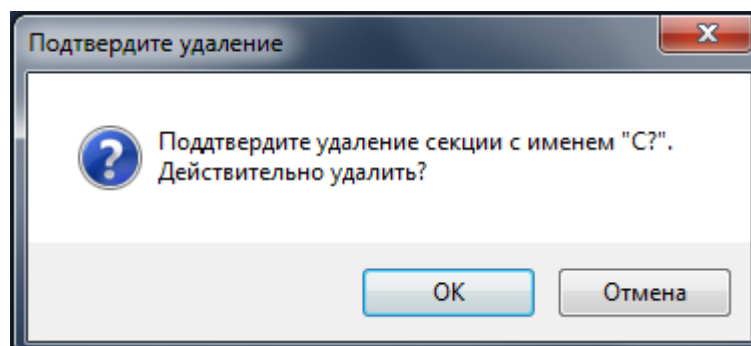 Подтвердите удаление
Поддтвердите удаление секции с именем "C?".
Действительно удалить?
OK
Отмена